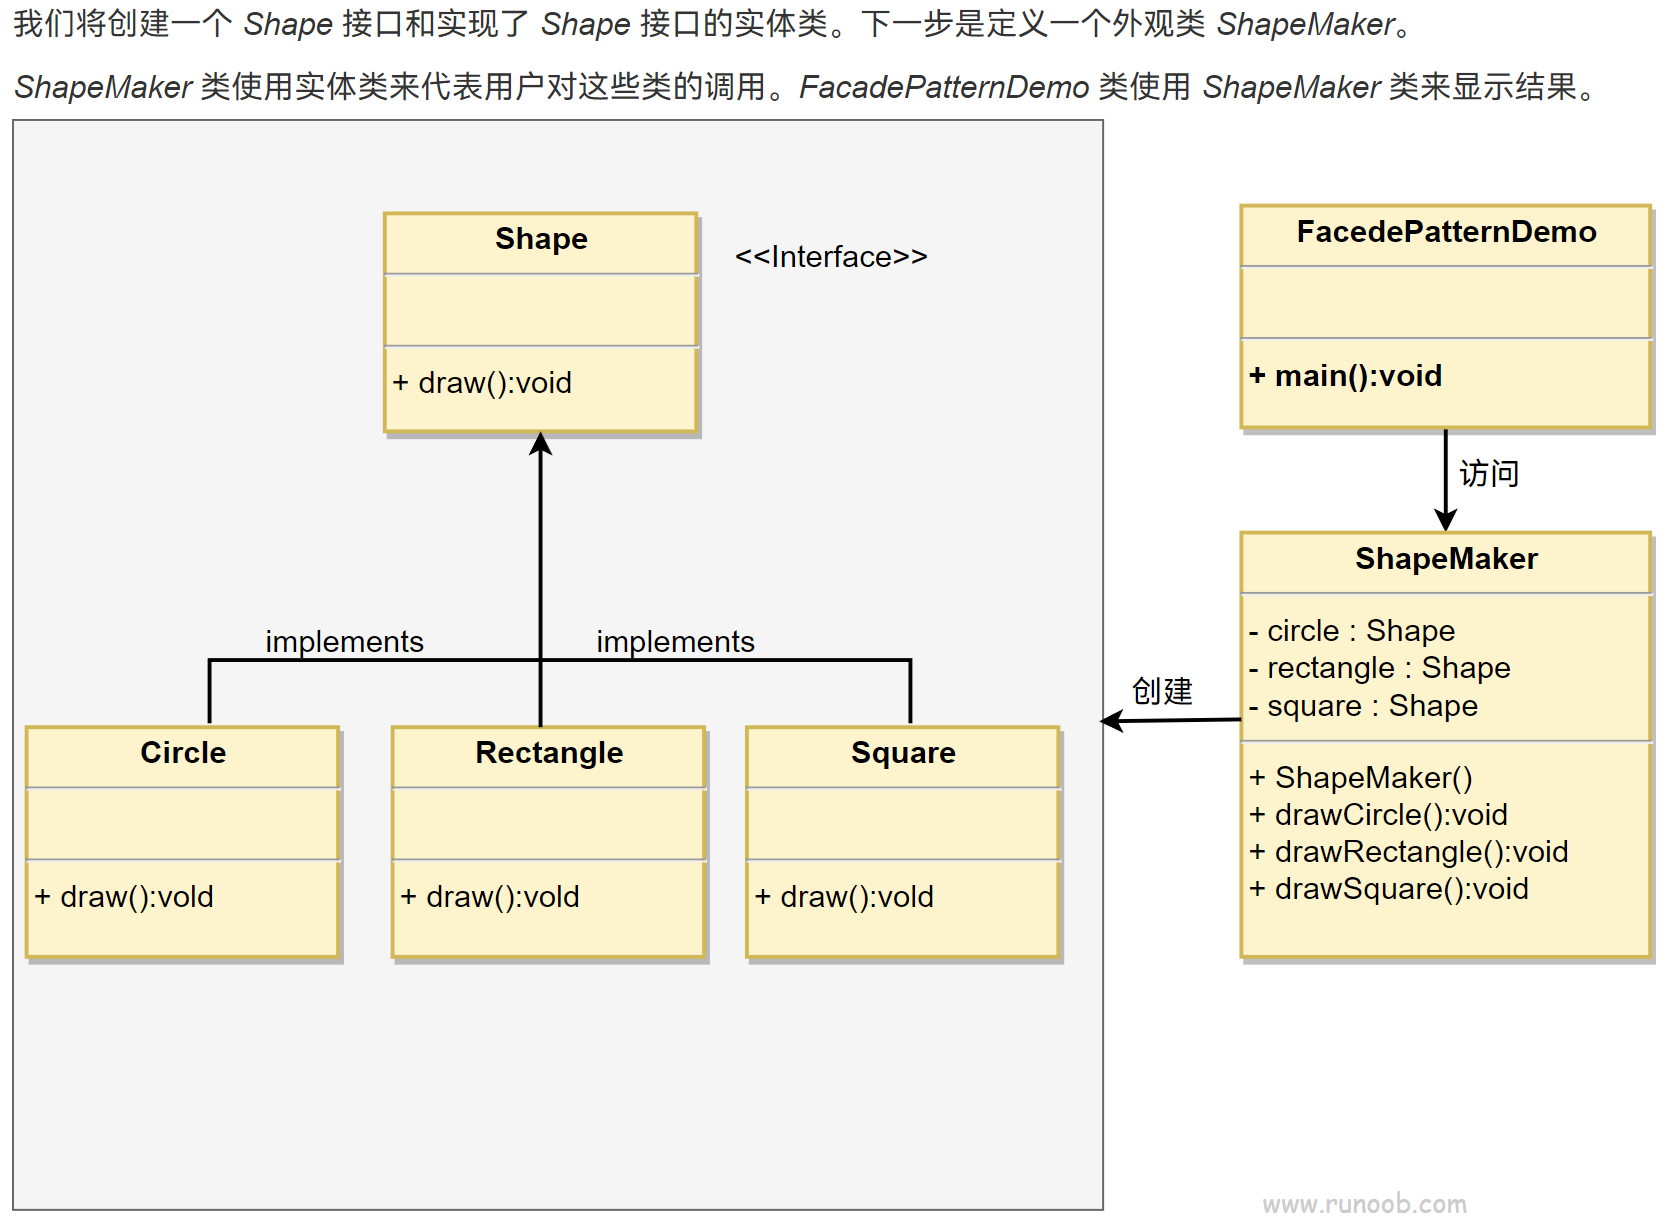 我们将创建一个 Shape 接口和实现了 Shape 接口的实体类。下一步是定义一个外观类 ShapeMaker。
ShapeMaker 类使用实体类来代表用户对这些类的调用。FacadePatternDemo 类使用 ShapeMaker 类来显示结果。
Shape
<<Interface>>
+ draw():void
implements
implements
Circle
+ draw():vold
Rectangle
+ draw():vold
Square
+ draw():vold
FacedePatternDemo
+ main():void
访问
创建
ShapeMaker
- circle : Shape
- rectangle : Shape
- square : Shape
+ ShapeMaker()
+ drawCircle():void
+ drawRectangle():void
+ drawSquare():void
www.runoob.com